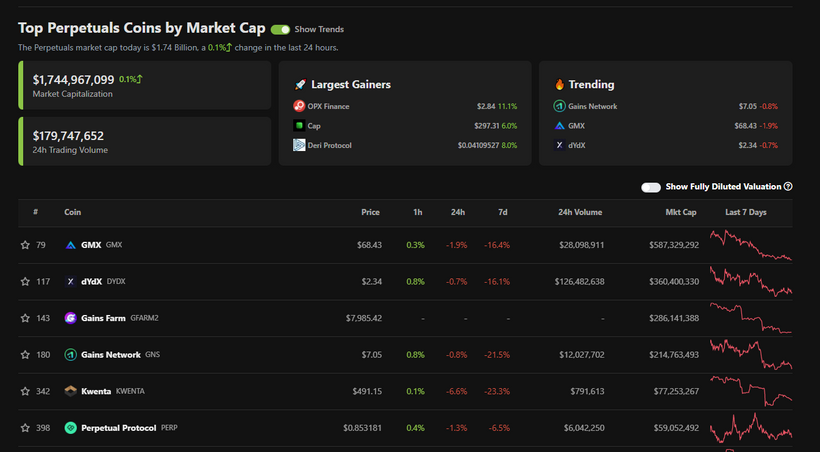 Top Perpetuals Coins by Market Cap Show Trends
The Perpetuals market cap today is $1.74 Billion, a 0.1% change in the last 24 hours.
$1,744,967,099 0.1%
Market Capitalization
$179,747,652
24h Trading Volume
Largest Gainers
OPX Finance $2.84 11.1%
Cap $297.31 6.0%
Deri Protocol $0.04109527 8.0%
Trending
Gains Network $7.05 -0.8%
GMX $68.43 -1.9%
dYdX $2.34 -0.7%
Show Fully Diluted Valuation
# Coin Price 1h 24h 7d 24h Volume Mkt Cap Last 7 Days
79 GMX GMX $68.43 0.3% -1.9% -16.4% $28,098,911 $587,329,292
117 dYdX DYDX $2.34 0.8% -0.7% -16.1% $126,482,638 $360,400,330
143 Gains Farm GFARM2 $7,985.42 - - - - $286,141,388
180 Gains Network GNS $7.05 0.8% -0.8% -21.5% $12,027,702 $214,763,493
342 Kwenta KWENTA $491.15 0.1% -6.6% -23.3% $791,613 $77,253,267
398 Perpetual Protocol PERP $0.853181 0.4% -1.3% -6.5% $6,042,250 $59,052,492